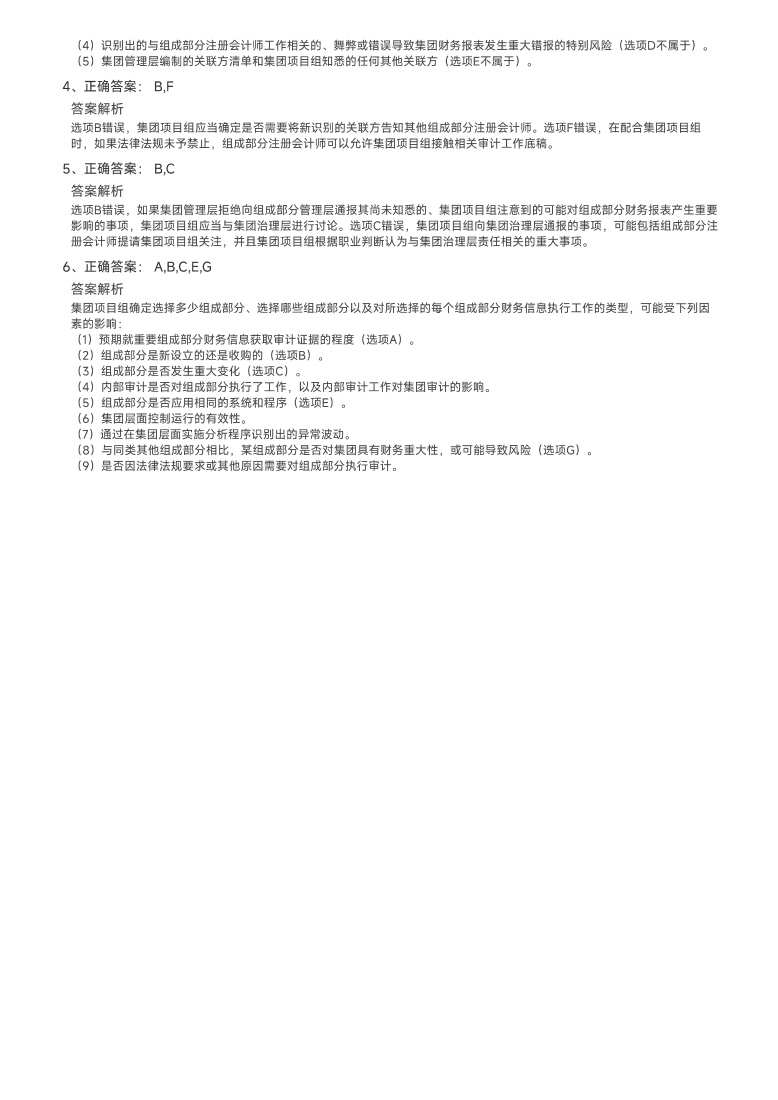 （4）识别出的与组成部分注册会计师工作相关的、舞弊或错误导致集团财务报表发生重大错报的特别风险（选项D不属于）。
（5）集团管理层编制的关联方清单和集团项目组知悉的任何其他关联方（选项E不属于）。
4、正确答案： B,F
答案解析
选项B错误，集团项目组应当确定是否需要将新识别的关联方告知其他组成部分注册会计师。选项F错误，在配合集团项目组
时，如果法律法规未予禁止，组成部分注册会计师可以允许集团项目组接触相关审计工作底稿。
5、正确答案： B,C
答案解析
选项B错误，如果集团管理层拒绝向组成部分管理层通报其尚未知悉的、集团项目组注意到的可能对组成部分财务报表产生重要
影响的事项，集团项目组应当与集团治理层进行讨论。选项C错误，集团项目组向集团治理层通报的事项，可能包括组成部分注
册会计师提请集团项目组关注，并且集团项目组根据职业判断认为与集团治理层责任相关的重大事项。
6、正确答案： A,B,C,E,G
答案解析
集团项目组确定选择多少组成部分、选择哪些组成部分以及对所选择的每个组成部分财务信息执行工作的类型，可能受下列因
素的影响：
（1）预期就重要组成部分财务信息获取审计证据的程度（选项A）。
（2）组成部分是新设立的还是收购的（选项B）。
（3）组成部分是否发生重大变化（选项C）。
（4）内部审计是否对组成部分执行了工作，以及内部审计工作对集团审计的影响。
（5）组成部分是否应用相同的系统和程序（选项E）。
（6）集团层面控制运行的有效性。
（7）通过在集团层面实施分析程序识别出的异常波动。
（8）与同类其他组成部分相比，某组成部分是否对集团具有财务重大性，或可能导致风险（选项G）。
（9）是否因法律法规要求或其他原因需要对组成部分执行审计。